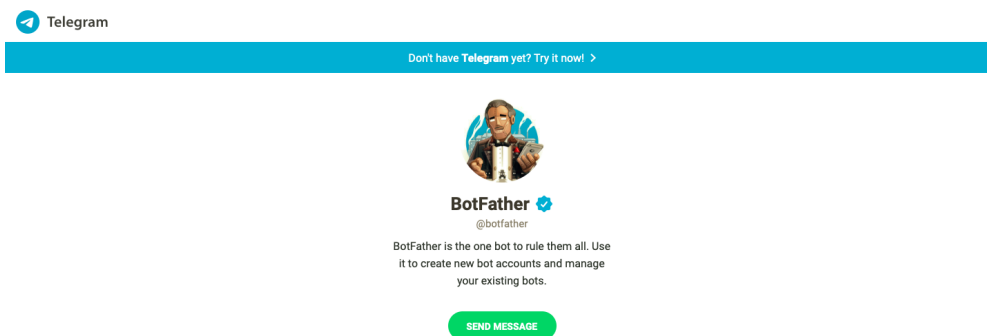 Telegram
Don't have Telegram yet? Try it now! >
BotFather
@botfather
BotFather is the one bot to rule them all. Use
it to create new bot accounts and manage
your existing bots.
SEND MESSAGE